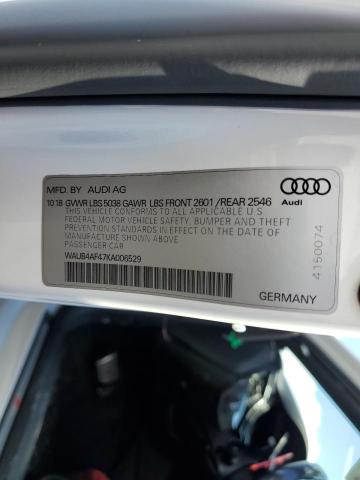 MFD. BY AUDI AG
10 18 GVWR LBS 5038 GAWR LBS FRONT 2601 /REAR 2546
THIS VEHICLE CONFORMS TO ALL APPLICABLE U S
FEDERAL MOTOR VEHICLE SAFETY, BUMPER AND THEFT
PREVENTION STANDARDS IN EFFECT ON THE DATE OF
MANUFACTURE SHOWN ABOVE
PASSENGER CAR
WAUB4AF47KA006529
Audi
4150074
GERMANY